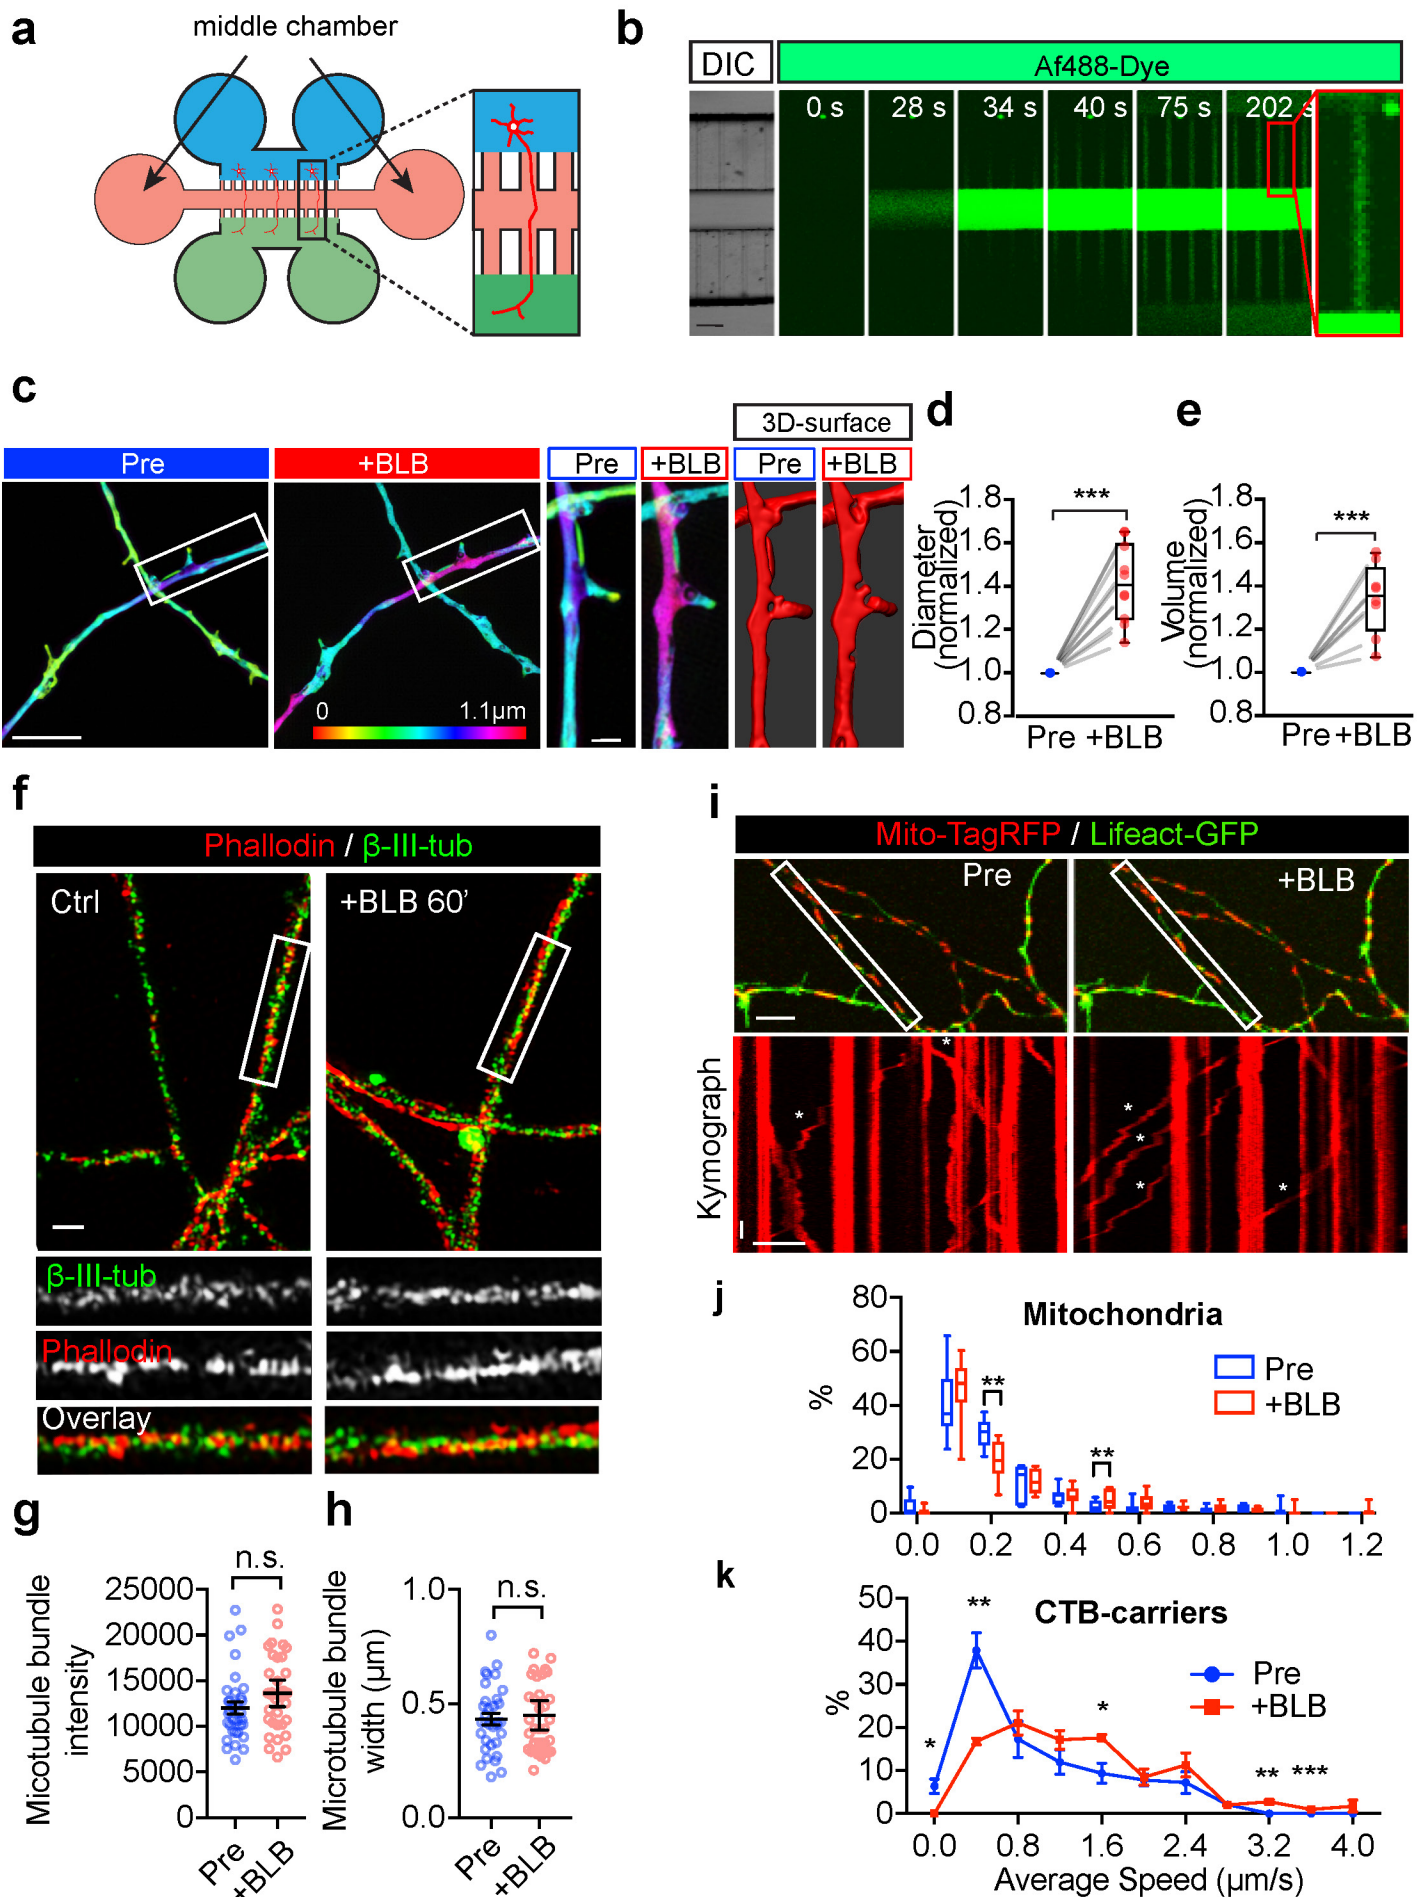 a
middle chamber
b
DIC
Af488-Dye
0 s
28 s
34 s
40 s
75 s
202 s
c
Pre
+BLB
Pre
+BLB
3D-surface
Pre
+BLB
0
1.1µm
d
Diameter
(normalized)
1.8
1.6
1.4
1.2
1.0
0.8
***
Pre +BLB
e
Volume
(normalized)
1.8
1.6
1.4
1.2
1.0
0.8
***
Pre +BLB
f
Phallodin / β-III-tub
Ctrl
+BLB 60’
β-III-tub
Phallodin
Overlay
g
Micotubule bundle
intensity
25000
20000
15000
10000
5000
0
n.s.
Pre
+BLB
h
Microtubule bundle
width (µm)
1.0
0.5
0.0
n.s.
Pre
+BLB
i
Mito-TagRFP / Lifeact-GFP
Pre
+BLB
Kymograph
*
*
*
*
*
*
j
Mitochondria
%
80
60
40
20
0
**
**
Pre
+BLB
0.0
0.2
0.4
0.6
0.8
1.0
1.2
k
CTB-carriers
%
50
40
30
20
10
0
*
**
*
**
***
Pre
+BLB
0.0
0.8
1.6
2.4
3.2
4.0
Average Speed (µm/s)